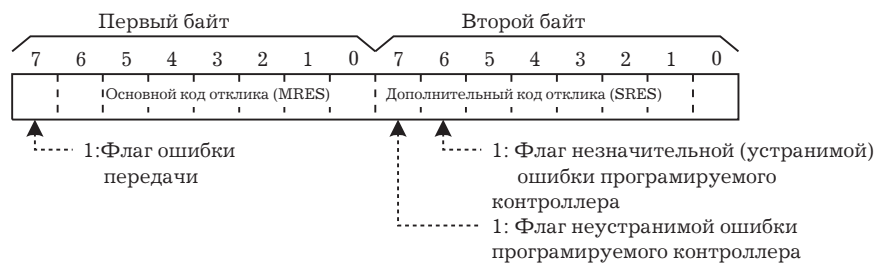 Первый байт Второй байт
7 6 5 4 3 2 1 0 7 6 5 4 3 2 1 0
Основной код отклика (MRES) Дополнительный код отклика (SRES)
1:Флаг ошибки
передачи
1: Флаг незначительной (устранимой)
ошибки програмируемого
контроллера
1: Флаг неустранимой ошибки
програмируемого контроллера